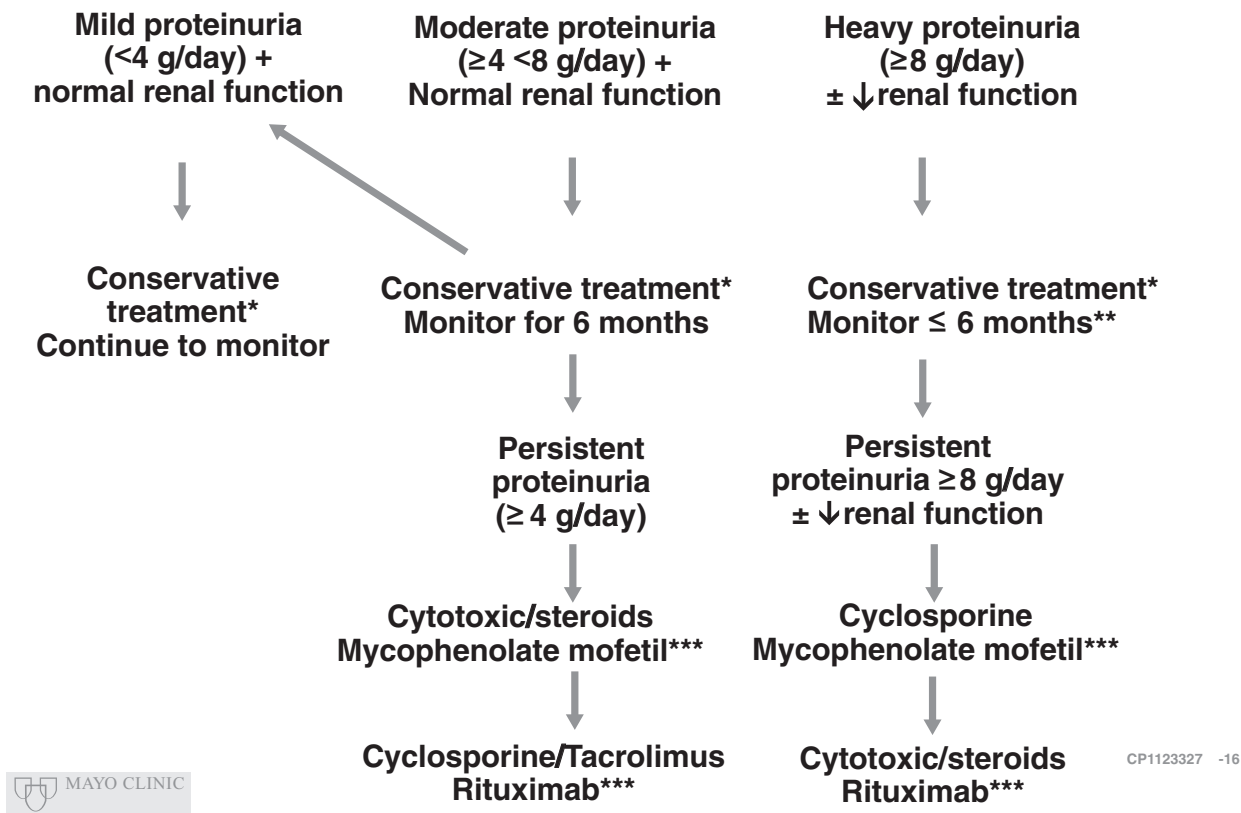 Mild proteinuria
(<4 g/day) +
normal renal function
Moderate proteinuria
(≥4 <8 g/day) +
Normal renal function
Heavy proteinuria
(≥8 g/day)
± ↓renal function
Conservative
treatment*
Continue to monitor
Conservative treatment*
Monitor for 6 months
Conservative treatment*
Monitor ≤ 6 months**
Persistent
proteinuria
(≥ 4 g/day)
Persistent
proteinuria ≥8 g/day
± ↓renal function
Cytotoxic/steroids
Mycophenolate mofetil***
Cyclosporine
Mycophenolate mofetil***
Cyclosporine/Tacrolimus
Rituximab***
Cytotoxic/steroids
Rituximab***
CP1123327 -16
MAYO CLINIC